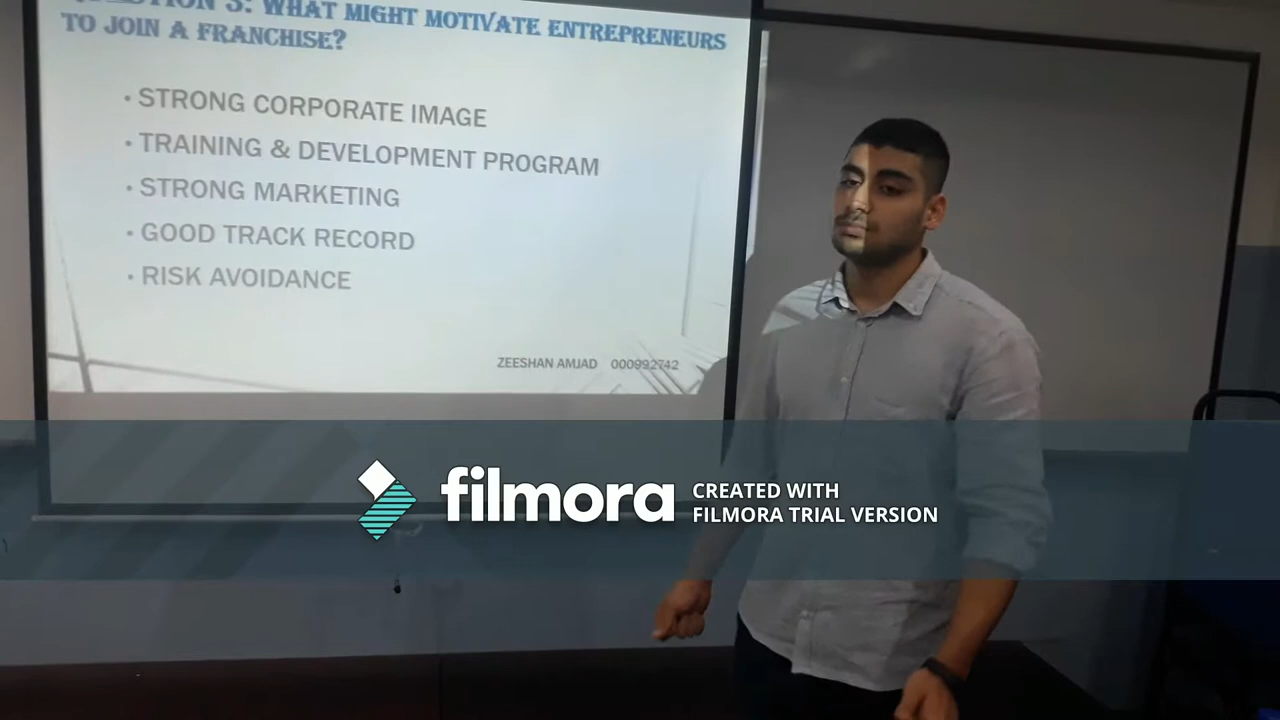 QUESTION 3: WHAT MIGHT MOTIVATE ENTREPRENEURS
TO JOIN A FRANCHISE?
• STRONG CORPORATE IMAGE
• TRAINING & DEVELOPMENT PROGRAM
• STRONG MARKETING
• GOOD TRACK RECORD
• RISK AVOIDANCE
ZEESHAN AMJAD 000992742
filmora
CREATED WITH
FILMORA TRIAL VERSION